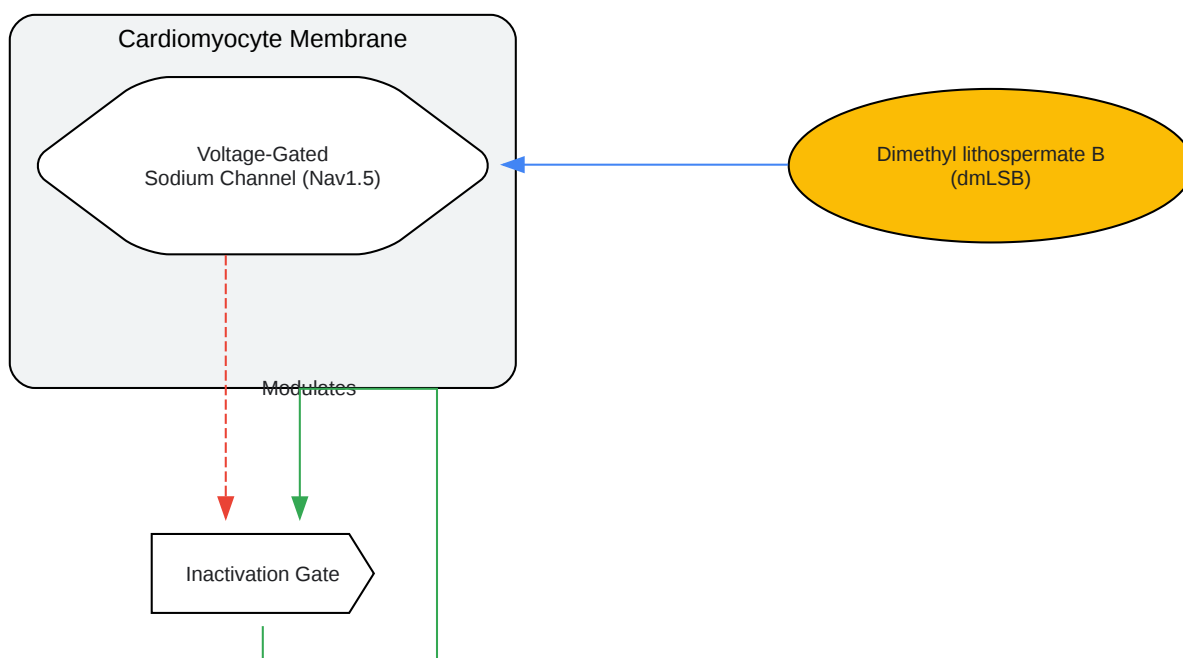 Cardiomyocyte Membrane
Voltage-Gated
Sodium Channel (Nav1.5)
Dimethyl lithospermate B
(dmLSB)
Modulates
Inactivation Gate